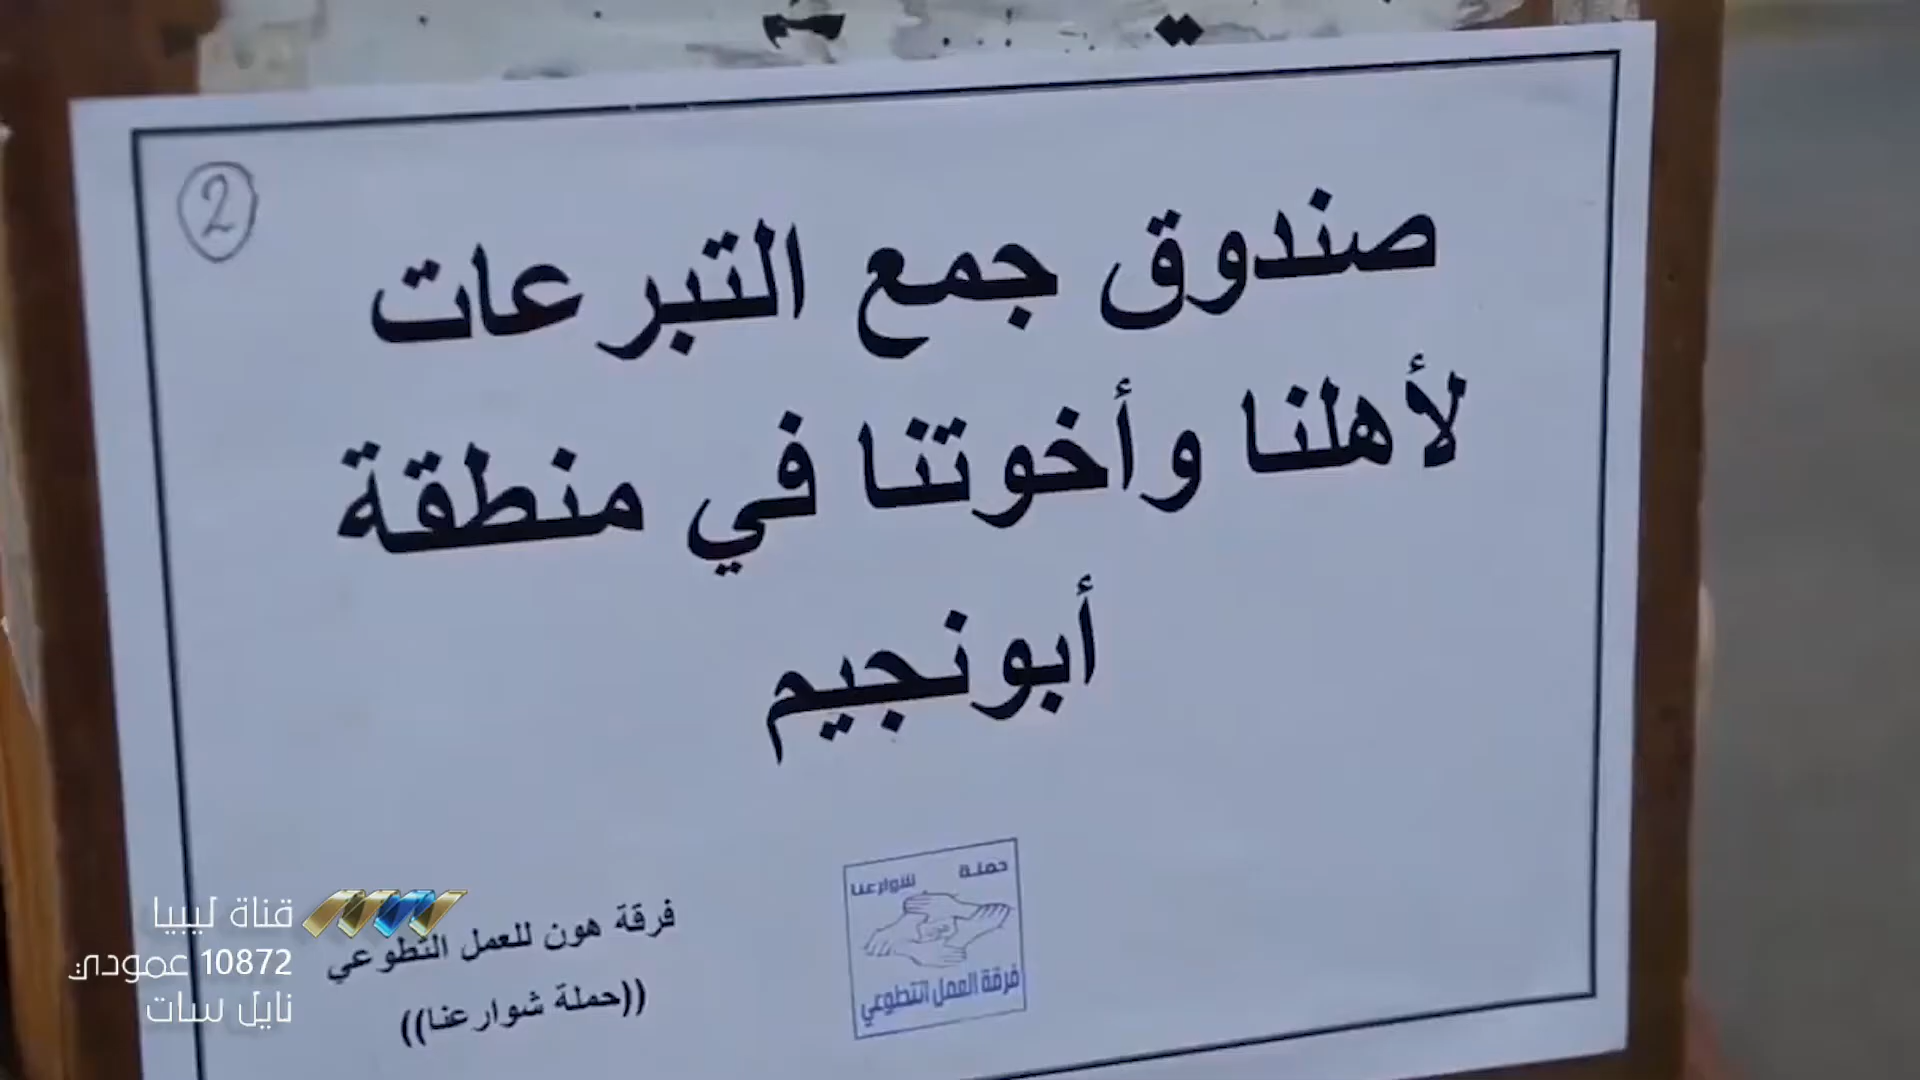 2
صندوق جمع التبرعات
لأهلنا وأخوتنا في منطقة
أبونجيم
حملة شوارعنا
هون
فرقة العمل التطوعي
فرقة هون للعمل التطوعي
((حملة شوارعنا))
قناة ليبيا
10872 عمودي
نايل سات